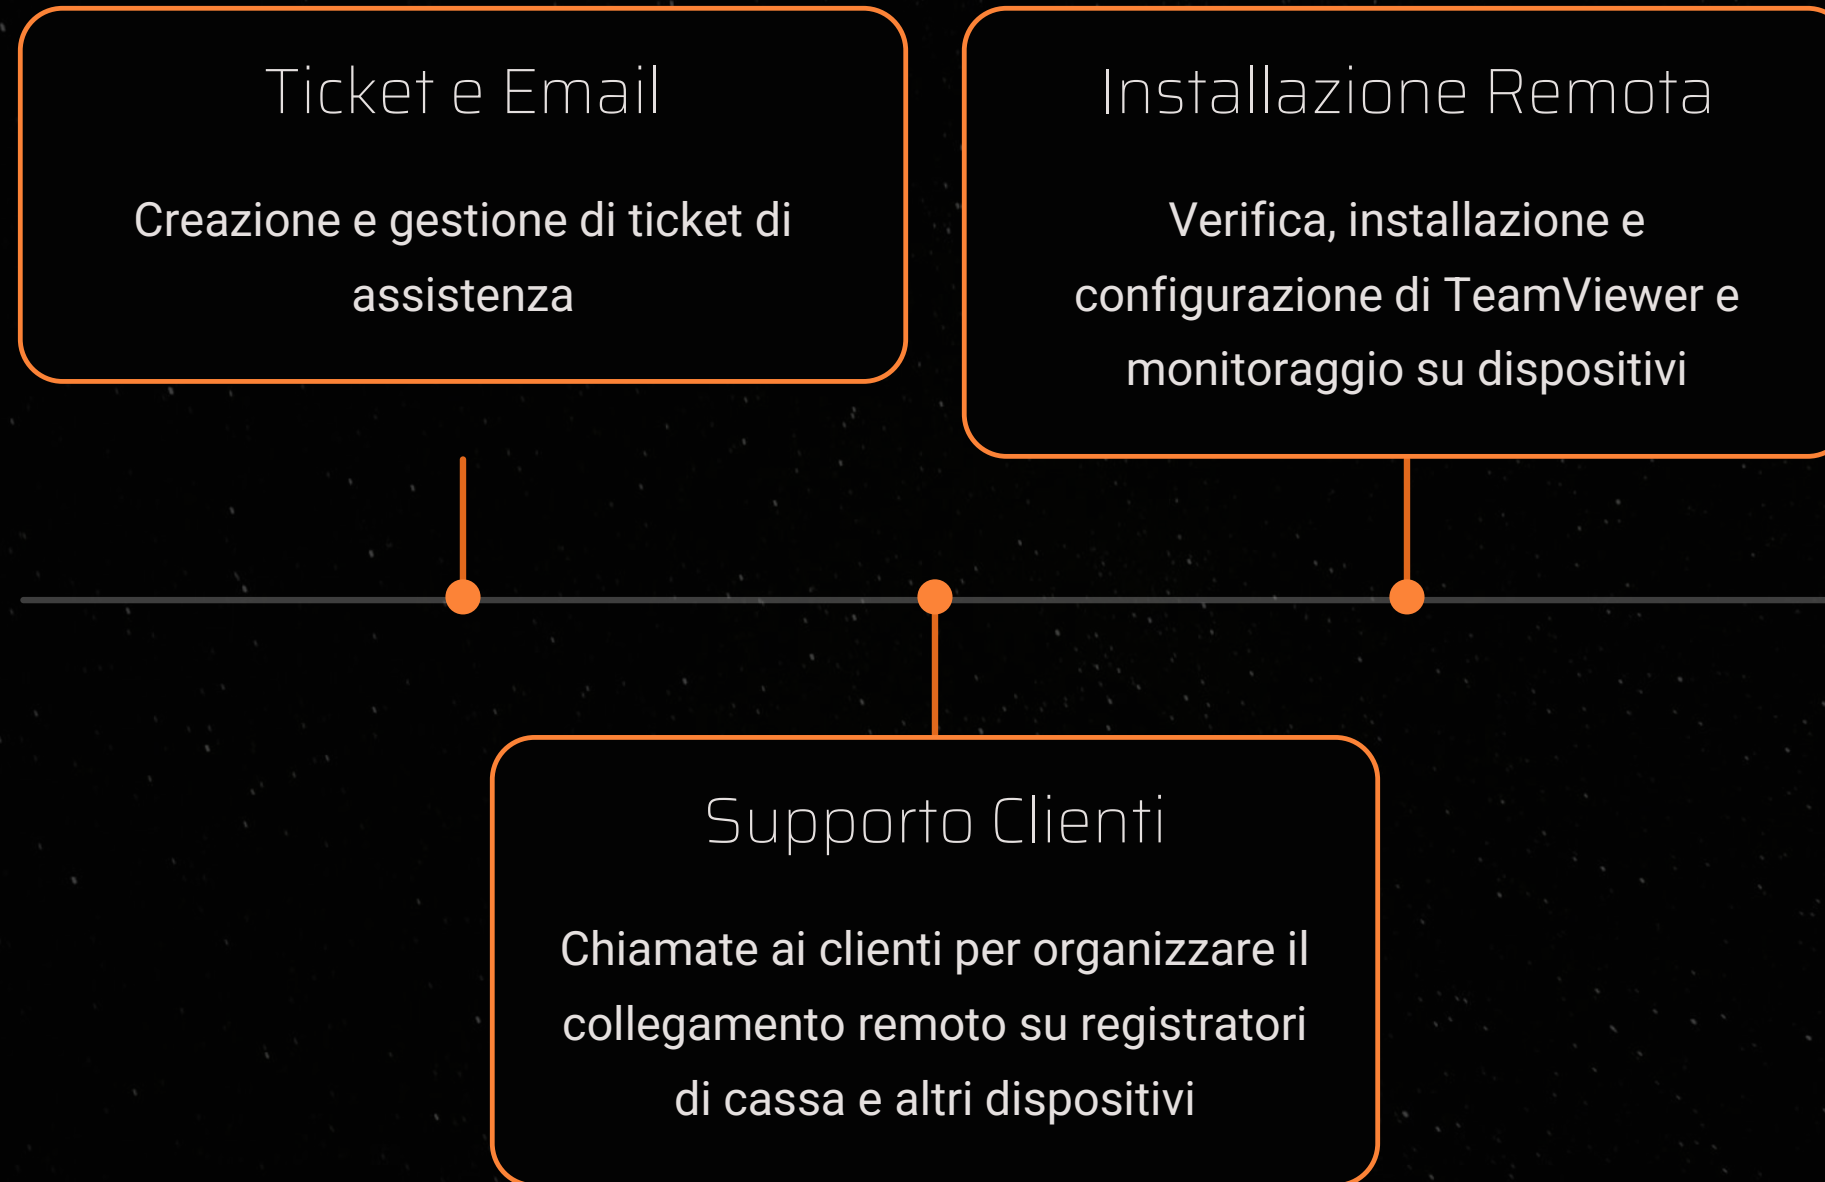 Ticket e Email
Creazione e gestione di ticket di
assistenza
Installazione Remota
Verifica, installazione e
configurazione di TeamViewer e
monitoraggio su dispositivi
Supporto Clienti
Chiamate ai clienti per organizzare il
collegamento remoto su registratori
di cassa e altri dispositivi